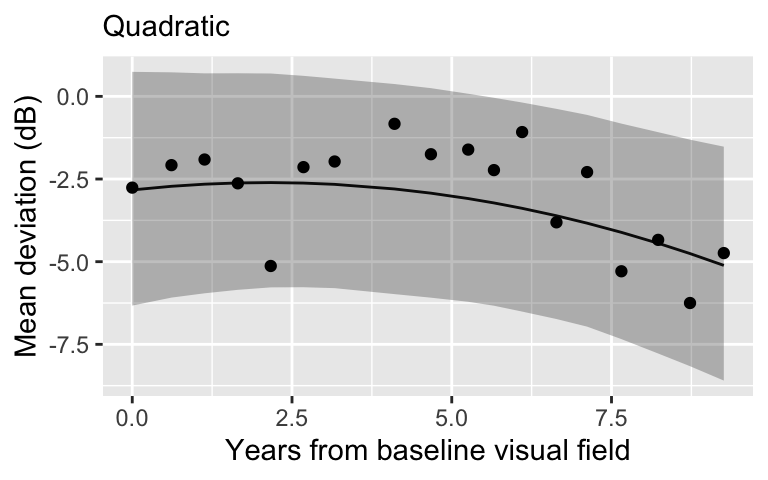 Quadratic
Mean deviation (dB)
0.0
-2.5
-5.0
-7.5
0.0 2.5 5.0 7.5
Years from baseline visual field